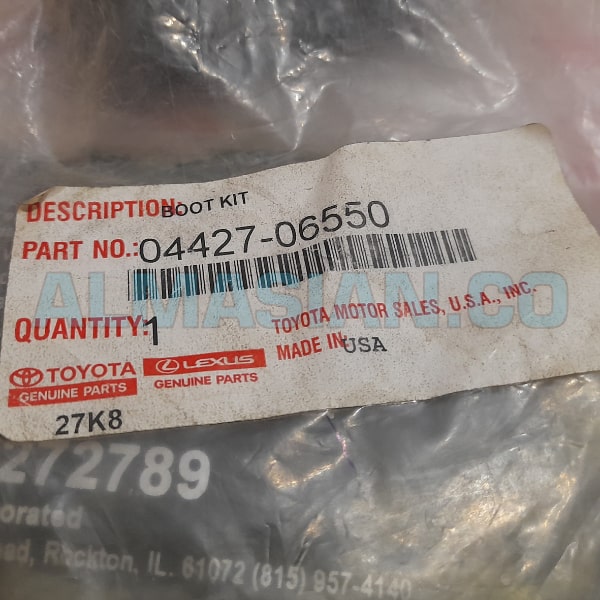 DESCRIPTION: BOOT KIT
PART NO.: 04427-06550
ALMASIAN.CO
QUANTITY: 1
TOYOTA MOTOR SALES, U.S.A., INC.
MADE IN USA
TOYOTA
GENUINE PARTS
LEXUS
GENUINE PARTS
27K8
272789
orated
ead, Rockton, IL. 61072 (815) 957-4140